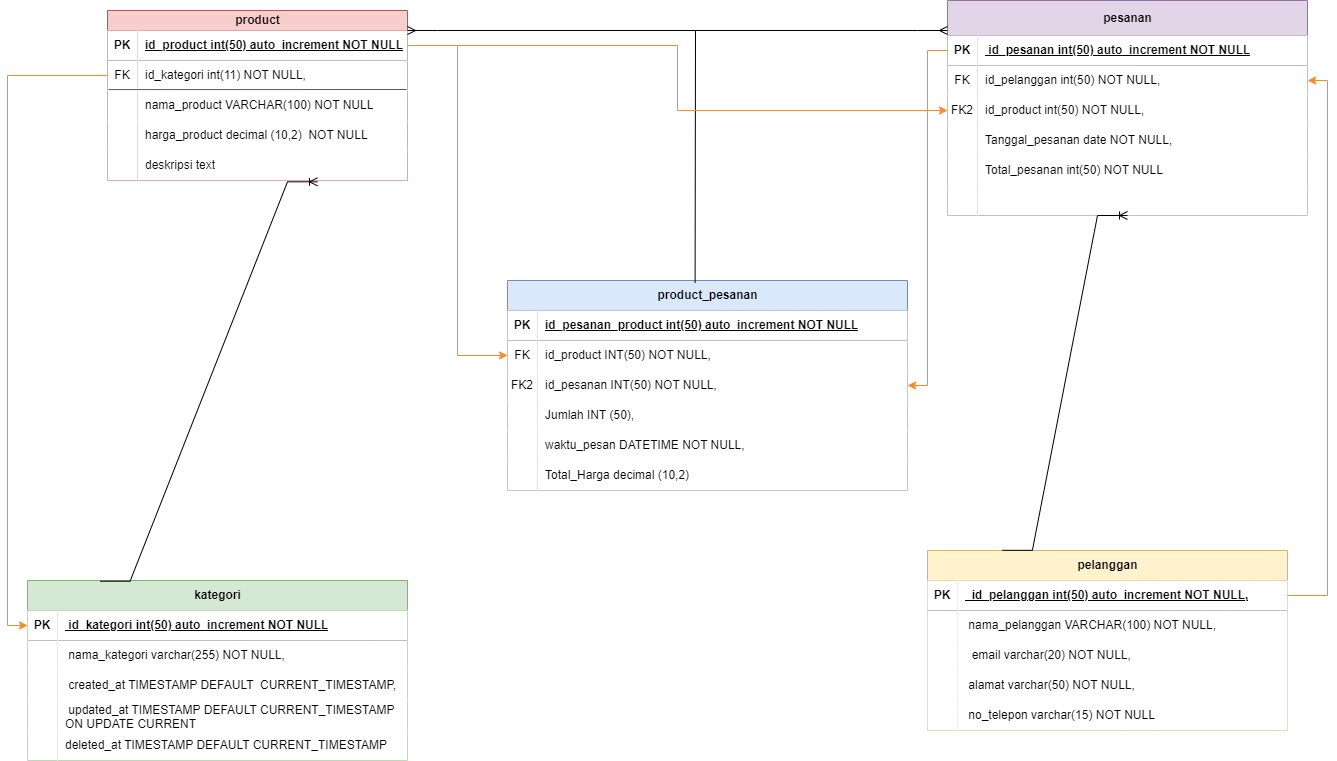 product
PK id_product int(50) auto_increment NOT NULL
FK id_kategori int(11) NOT NULL,
nama_product VARCHAR(100) NOT NULL
harga_product decimal (10,2) NOT NULL
deskripsi text
pesanan
PK id_pesanan int(50) auto_increment NOT NULL
FK id_pelanggan int(50) NOT NULL,
FK2 id_product int(50) NOT NULL,
Tanggal_pesanan date NOT NULL,
Total_pesanan int(50) NOT NULL
product_pesanan
PK id_pesanan_product int(50) auto_increment NOT NULL
FK id_product INT(50) NOT NULL,
FK2 id_pesanan INT(50) NOT NULL,
Jumlah INT (50),
waktu_pesan DATETIME NOT NULL,
Total_Harga decimal (10,2)
kategori
PK id_kategori int(50) auto_increment NOT NULL
nama_kategori varchar(255) NOT NULL,
created_at TIMESTAMP DEFAULT CURRENT_TIMESTAMP,
updated_at TIMESTAMP DEFAULT CURRENT_TIMESTAMP
ON UPDATE CURRENT
deleted_at TIMESTAMP DEFAULT CURRENT_TIMESTAMP
pelanggan
PK id_pelanggan int(50) auto_increment NOT NULL,
nama_pelanggan VARCHAR(100) NOT NULL,
email varchar(20) NOT NULL,
alamat varchar(50) NOT NULL,
no_telepon varchar(15) NOT NULL